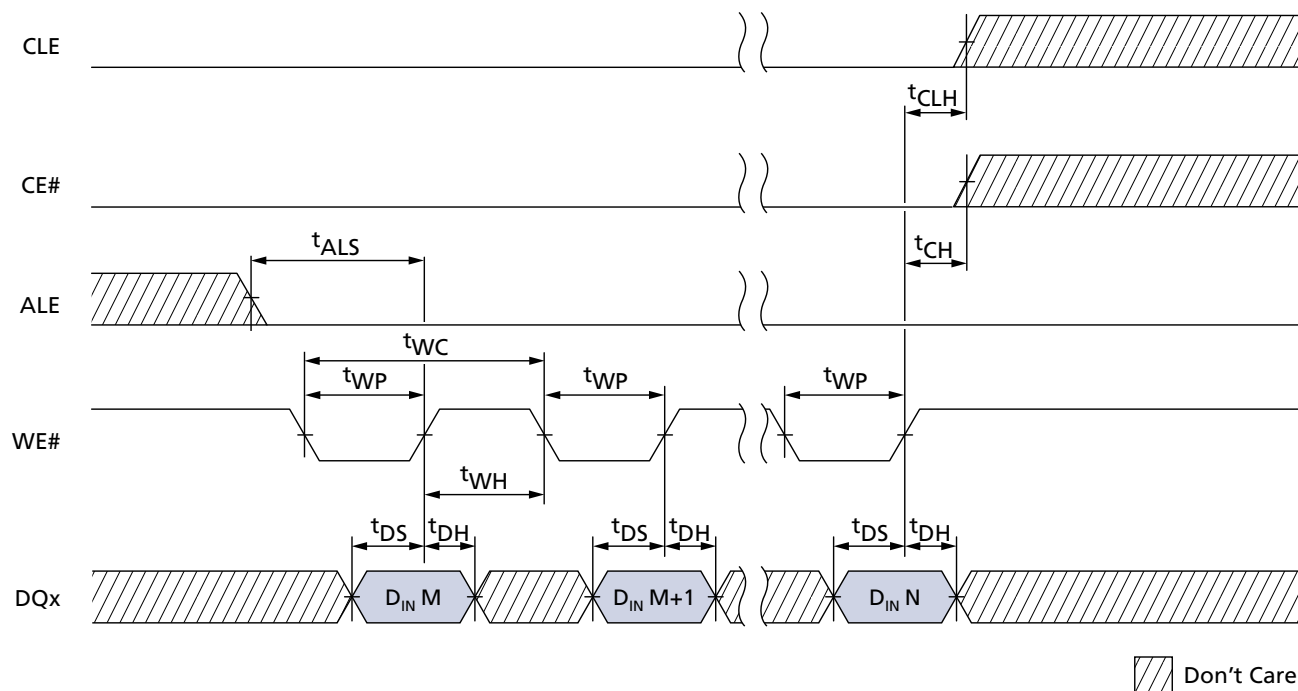 CLE
tCLH
CE#
tCH
tALS
ALE
tWC
tWP tWP tWP
WE#
tWH
tDS tDH tDS tDH tDS tDH
DQx DIN M DIN M+1 DIN N
Don't Care